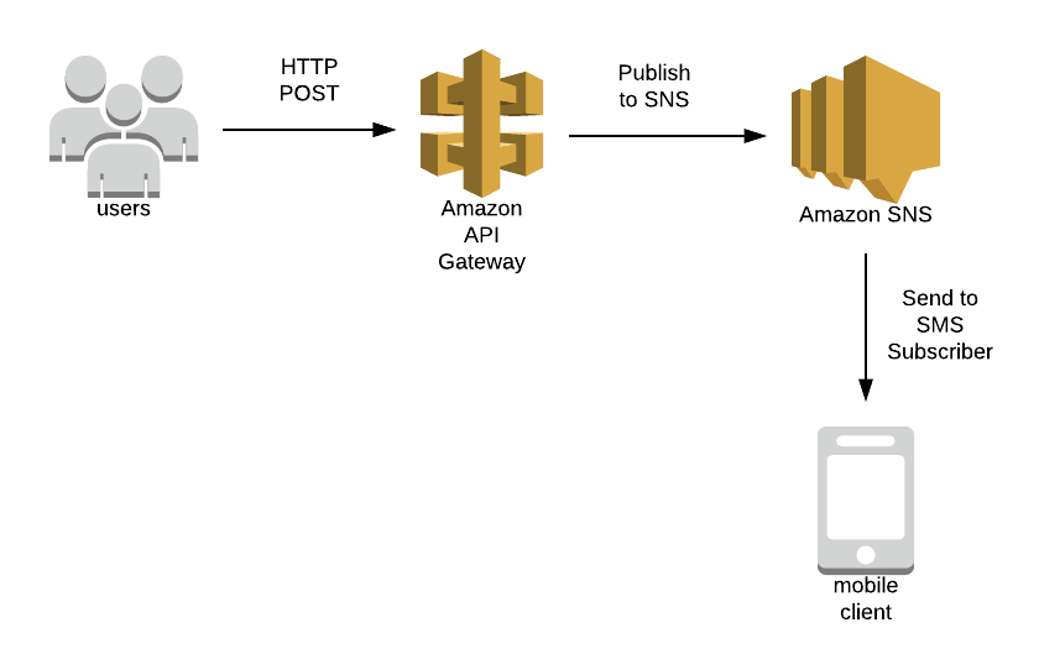 HTTP
POST
Publish
to SNS
users
Amazon
API
Gateway
Amazon SNS
Send to
SMS
Subscriber
mobile
client